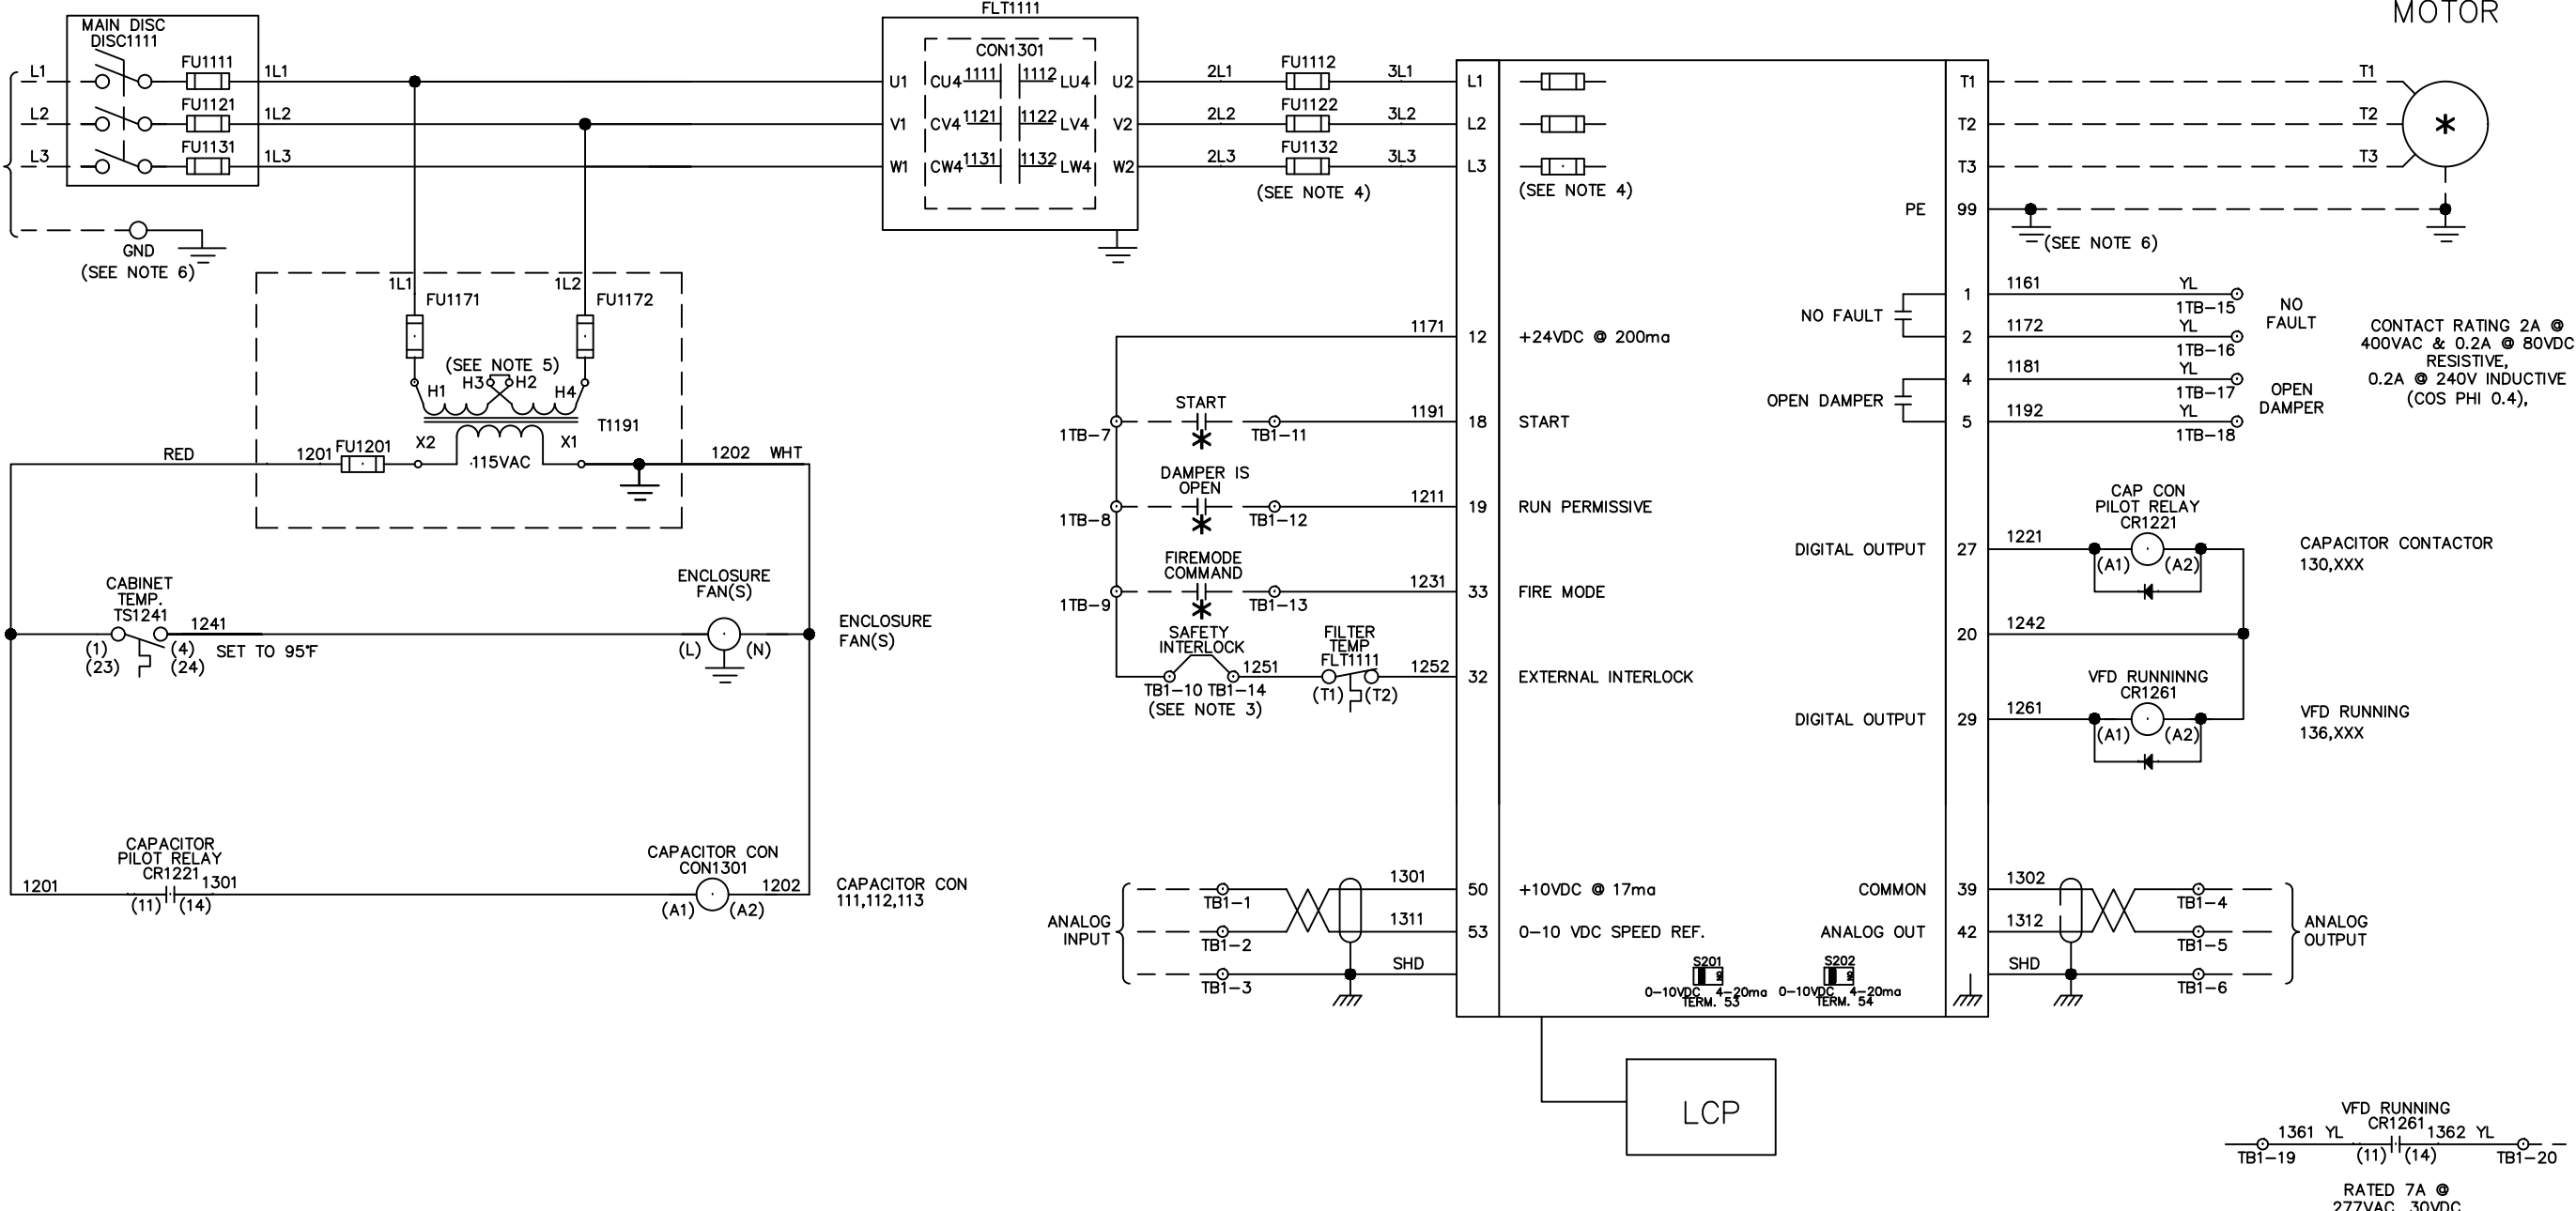 MOTOR
MAIN DISC
DISC1111
L1
L2
L3
FU1111
FU1121
FU1131
1L1
1L2
1L3
GND
(SEE NOTE 6)
FLT1111
CON1301
U1 CU4 1111 1112 LU4 U2
V1 CV4 1121 1122 LV4 V2
W1 CW4 1131 1132 LW4 W2
2L1 FU1112 3L1
2L2 FU1122 3L2
2L3 FU1132 3L3
(SEE NOTE 4)
L1
L2
L3
(SEE NOTE 4)
T1
T2
T3
PE 99
(SEE NOTE 6)
T1
T2
T3
*
1L1
FU1171
1L2
FU1172
(SEE NOTE 5)
H1 H3 H2 H4
T1191
X2 X1
115VAC
RED
1201
FU1201
1202 WHT
CABINET
TEMP.
TS1241
(1)
(23)
(4)
(24)
1241
SET TO 95°F
ENCLOSURE
FAN(S)
(L) (N)
ENCLOSURE
FAN(S)
CAPACITOR
PILOT RELAY
CR1221
1201
1301
(11) (14)
CAPACITOR CON
CON1301
1202
(A1) (A2)
CAPACITOR CON
111,112,113
1171
12
+24VDC @ 200ma
START
*
1TB-7
TB1-11
1191
18
START
DAMPER IS
OPEN
*
1TB-8
TB1-12
1211
19
RUN PERMISSIVE
FIREMODE
COMMAND
*
1TB-9
TB1-13
1231
33
FIRE MODE
SAFETY
INTERLOCK
TB1-10 TB1-14
(SEE NOTE 3)
1251
FILTER
TEMP
FLT1111
(T1) (T2)
1252
32
EXTERNAL INTERLOCK
NO FAULT
1
2
1161
YL
1TB-15
1172
YL
1TB-16
NO
FAULT
OPEN DAMPER
4
5
1181
YL
1TB-17
1192
YL
1TB-18
OPEN
DAMPER
CONTACT RATING 2A @
400VAC & 0.2A @ 80VDC
RESISTIVE,
0.2A @ 240V INDUCTIVE
(COS PHI 0.4),
DIGITAL OUTPUT
27
1221
CAP CON
PILOT RELAY
CR1221
(A1) (A2)
CAPACITOR CONTACTOR
130,XXX
20
1242
DIGITAL OUTPUT
29
1261
VFD RUNNINNG
CR1261
(A1) (A2)
VFD RUNNING
136,XXX
ANALOG
INPUT
TB1-1
TB1-2
TB1-3
1301
1311
SHD
50
53
+10VDC @ 17ma
0-10 VDC SPEED REF.
COMMON
ANALOG OUT
39
42
1302
1312
SHD
TB1-4
TB1-5
TB1-6
ANALOG
OUTPUT
S201
0-10VDC 4-20ma
TERM. 53
S202
0-10VDC 4-20ma
TERM. 54
LCP
VFD RUNNING
CR1261
1361 YL
1362 YL
TB1-19
(11) (14)
TB1-20
RATED 7A @
277VAC, 30VDC